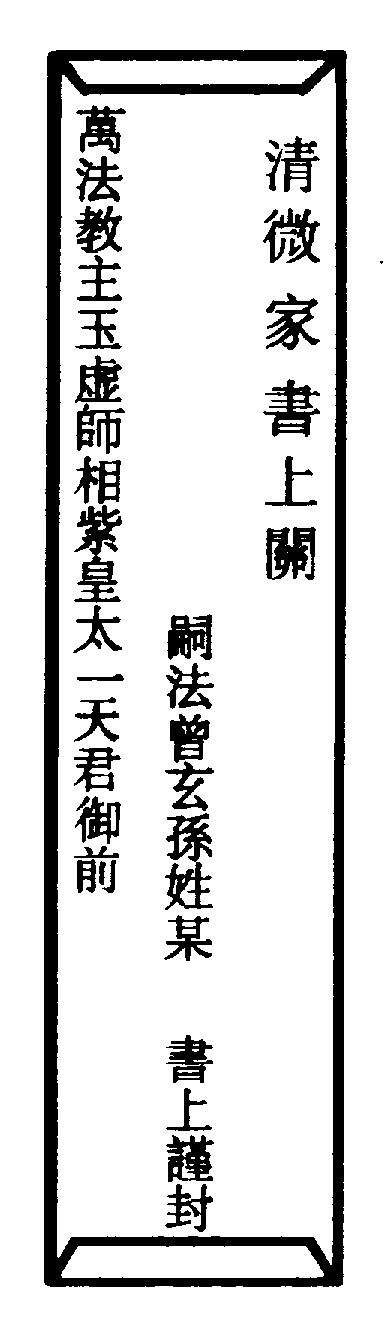 清微家書上關
嗣法曾玄孫姓某　書上謹封
萬法教主玉虛師相紫皇太一天君御前